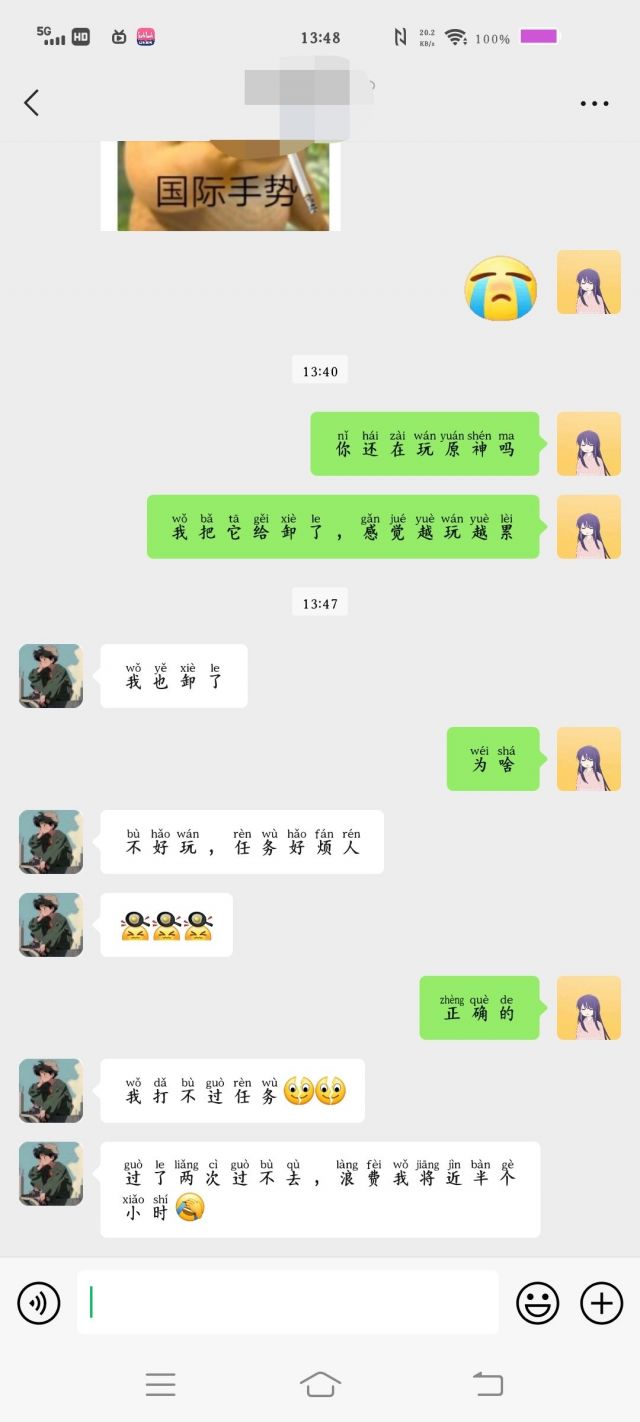 5G HD 13:48 20.2 KB/s 100%
国际手势
13:40
nǐ hái zài wán yuán shén ma
你还在玩原神吗
wǒ bǎ tā gěi xiè le gǎn jué yuè wán yuè lèi
我把它给卸了，感觉越玩越累
13:47
wǒ yě xiè le
我也卸了
wéi shá
为啥
bù hǎo wán rèn wù hǎo fán rén
不好玩，任务好烦人
zhèng què de
正确的
wǒ dǎ bù guò rèn wù
我打不过任务
guò le liǎng cì guò bù qù làng fèi wǒ jiāng jìn bàn gè
过了两次过不去，浪费我将近半个
xiǎo shí
小时